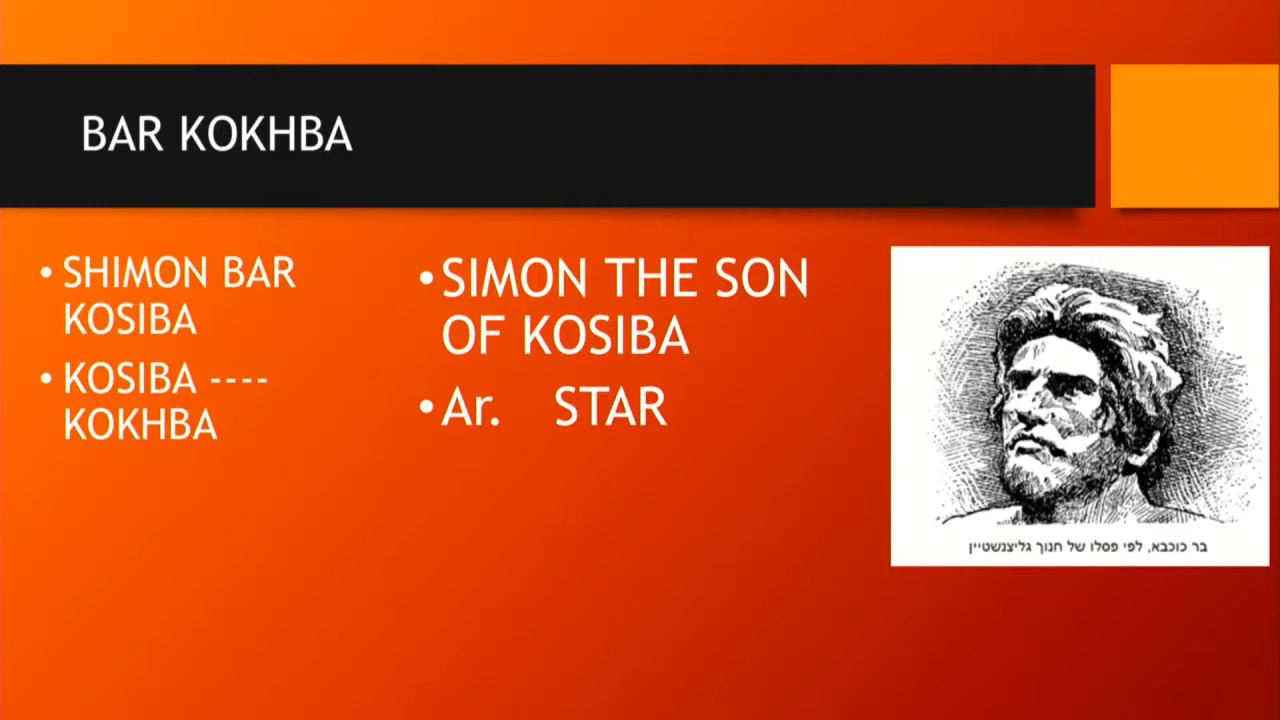 BAR KOKHBA
• SHIMON BAR
KOSIBA
• KOSIBA ----
KOKHBA
• SIMON THE SON
OF KOSIBA
• Ar. STAR
בר כוכבא, לפי פסלו של חנוך גליצנשטיין